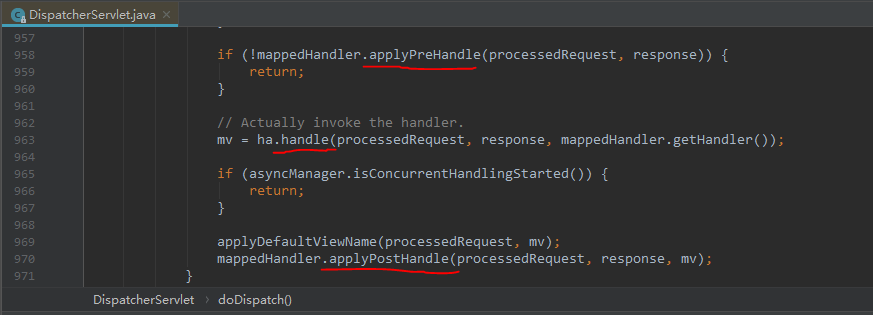 DispatcherServlet.java ×
957 }
958 if (!mappedHandler.applyPreHandle(processedRequest, response)) {
959 return;
960 }
961
962 // Actually invoke the handler.
963 mv = ha.handle(processedRequest, response, mappedHandler.getHandler());
964
965 if (asyncManager.isConcurrentHandlingStarted()) {
966 return;
967 }
968
969 applyDefaultViewName(processedRequest, mv);
970 mappedHandler.applyPostHandle(processedRequest, response, mv);
971 }
DispatcherServlet › doDispatch()